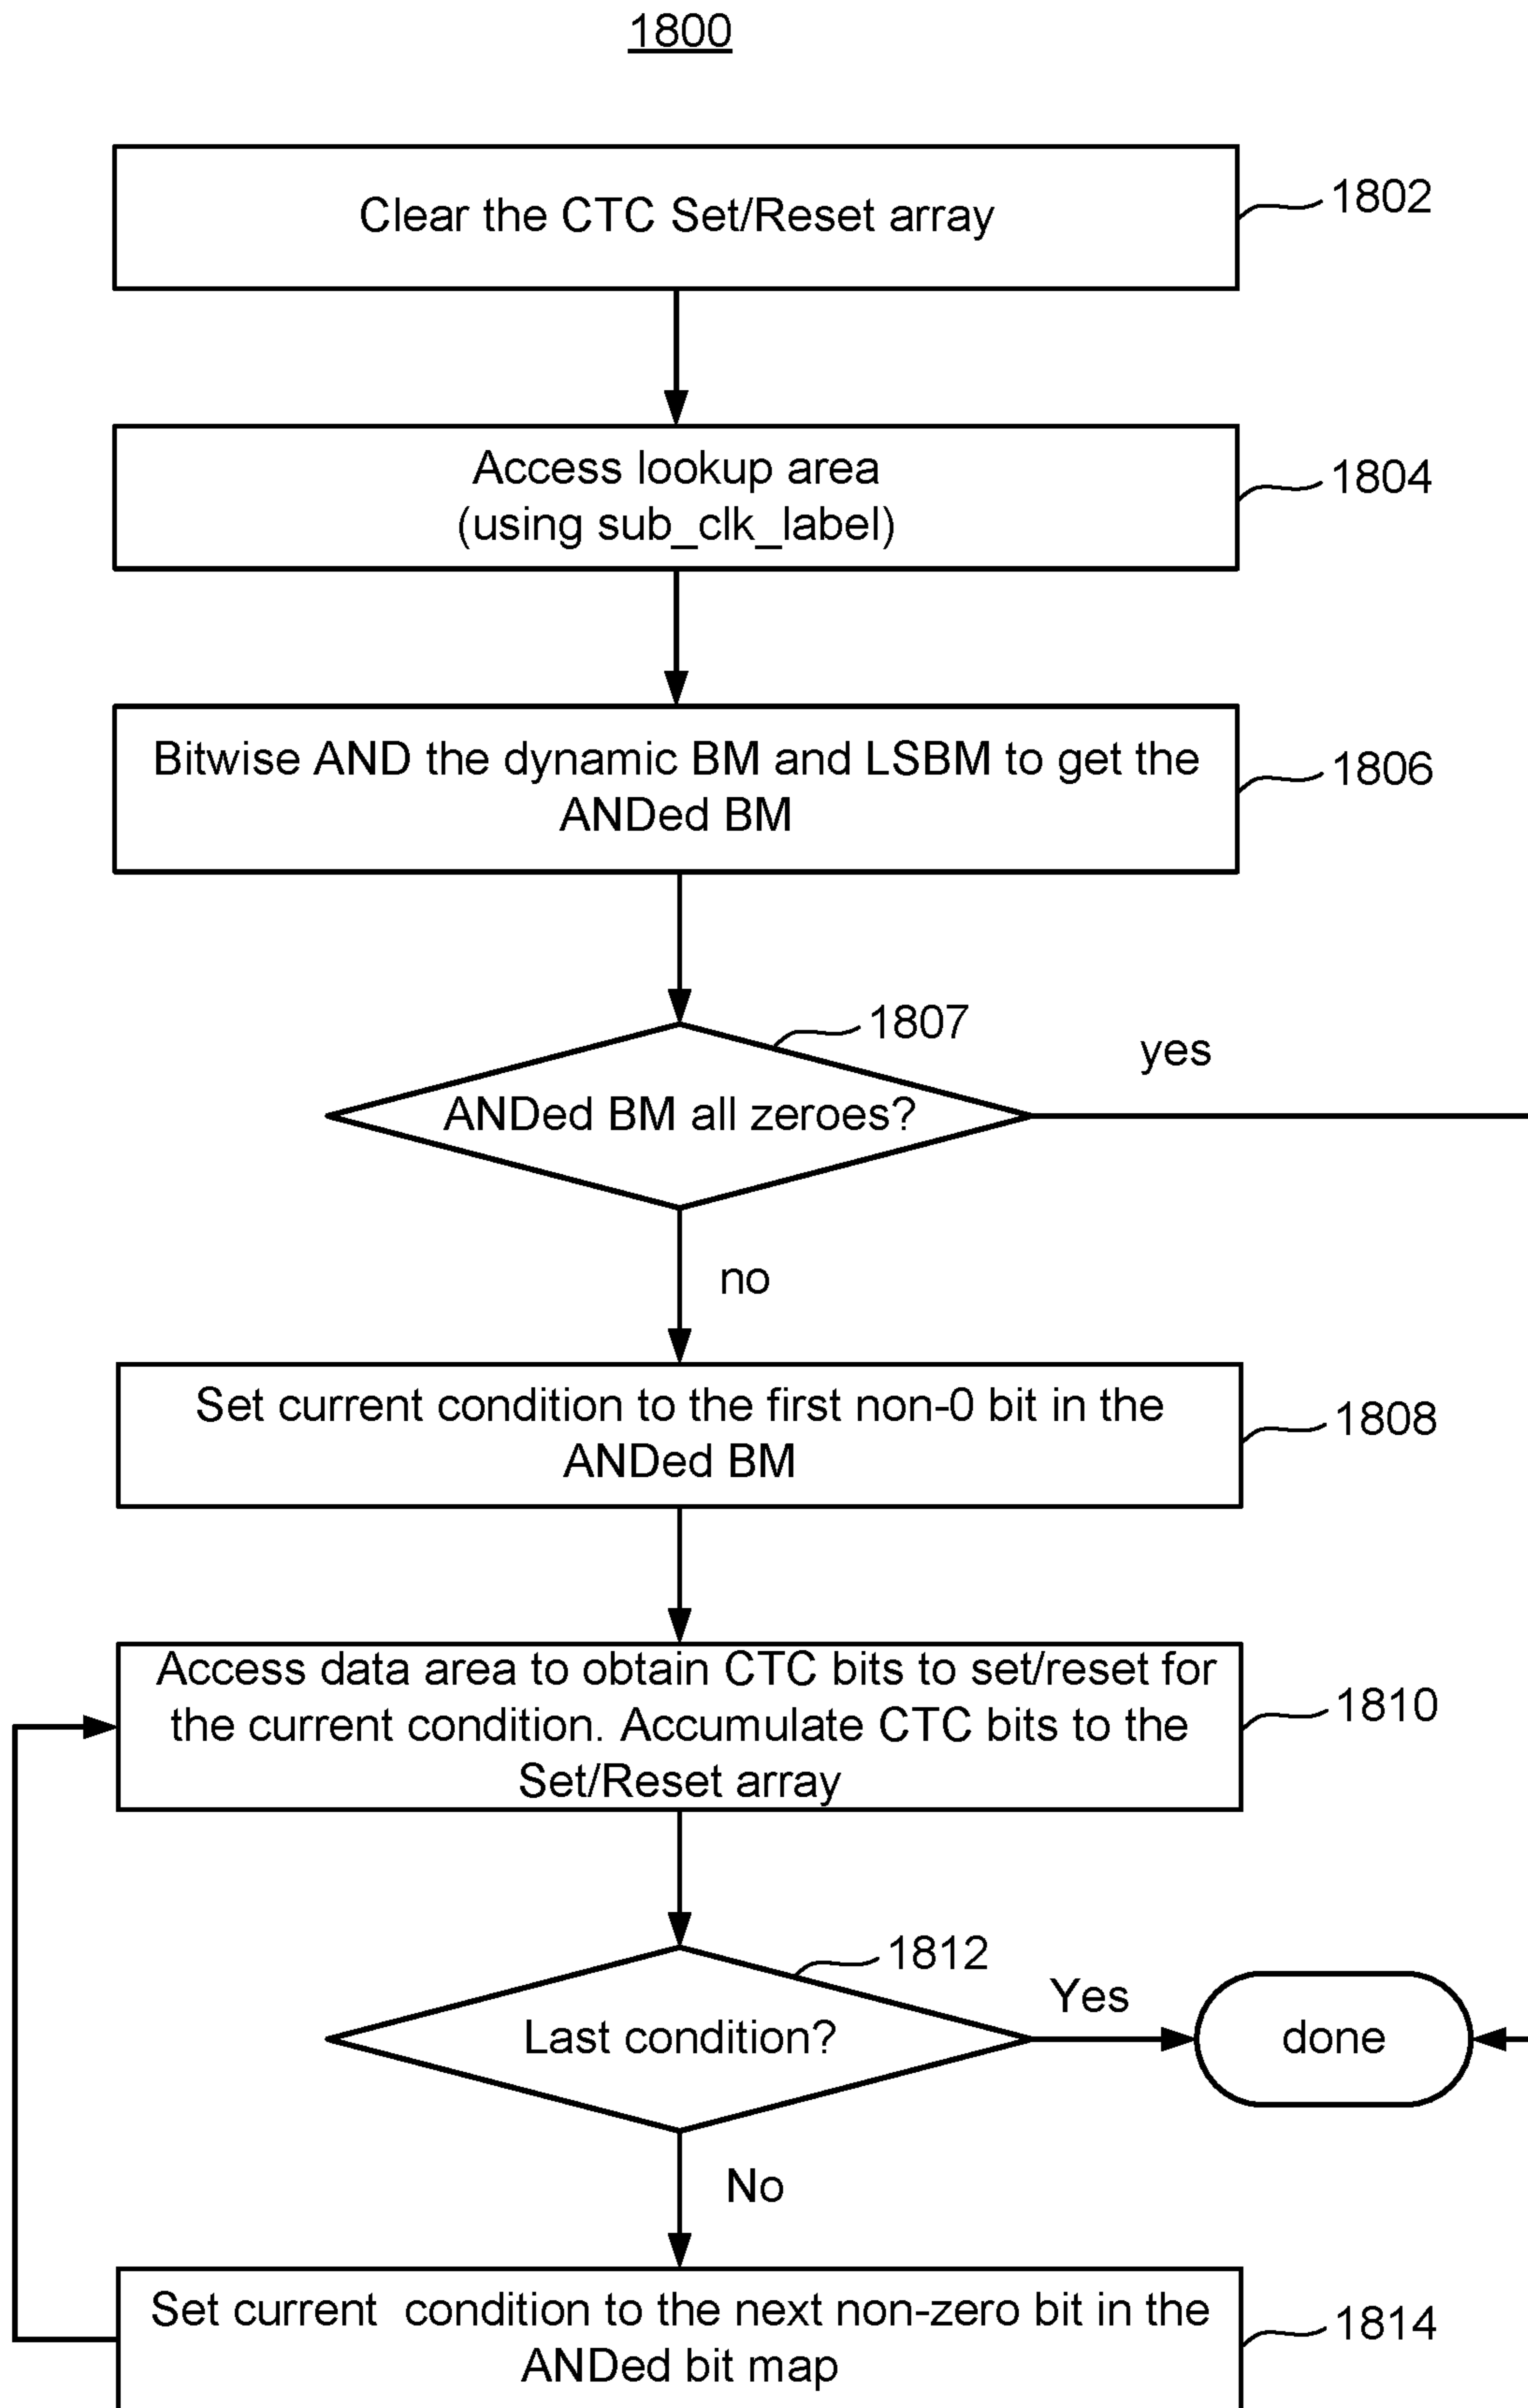 1800
Clear the CTC Set/Reset array
1802
Access lookup area
(using sub_clk_label)
1804
Bitwise AND the dynamic BM and LSBM to get the
ANDed BM
1806
1807
ANDed BM all zeroes?
yes
no
Set current condition to the first non-0 bit in the
ANDed BM
1808
Access data area to obtain CTC bits to set/reset for
the current condition. Accumulate CTC bits to the
Set/Reset array
1810
1812
Last condition?
Yes
done
No
Set current  condition to the next non-zero bit in the
ANDed bit map
1814